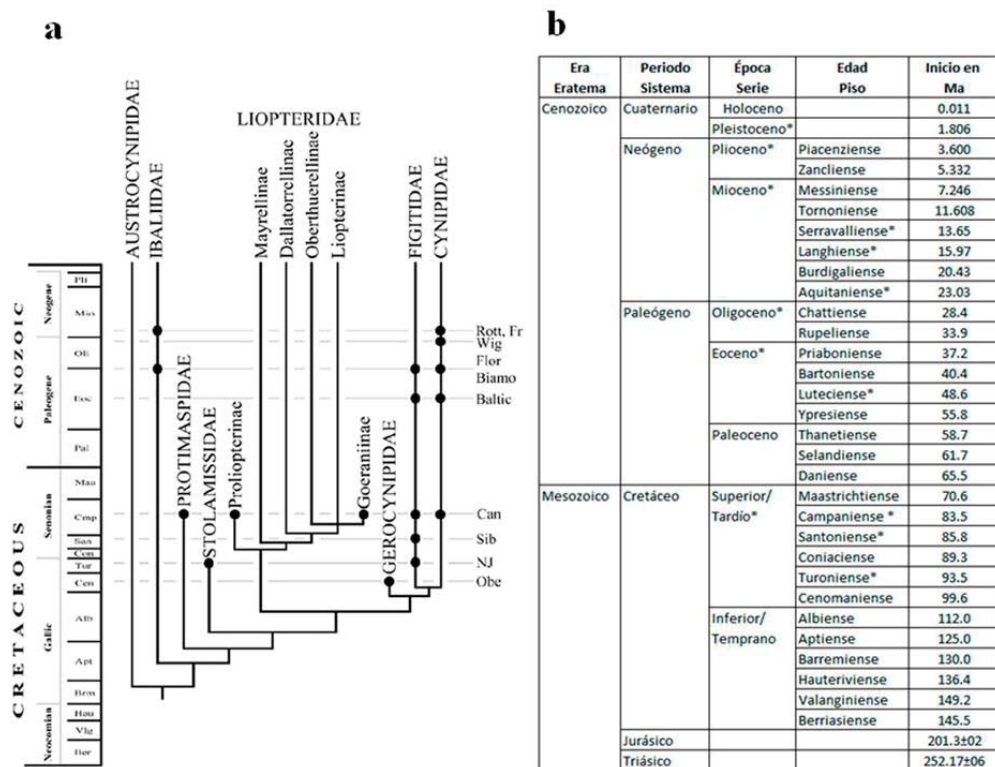 a
LIOPTERIDAE
AUSTROCYNIPIDAE
IBALIIDAE
Mayrellinae
Dallatorrellinae
Oberthuerellinae
Liopterinae
FIGITIDAE
CYNIPIDAE
PROTIMASPIDAE
STOLAMISSIDAE
Proliopterinae
Goeraniinae
GEROCYNIPIDAE
CENOZOIC
Neogene
Paleogene
Pli
Mio
Oli
Eoc
Pal
CRETACEOUS
Senonian
Gallic
Neocomian
Maa
Cmp
San
Con
Tur
Cen
Alb
Apt
Brm
Hau
Vlg
Ber
Rott, Fr
Wig
Flor
Biamo
Baltic
Can
Sib
NJ
Obe
b
Era Eratema Periodo Sistema Época Serie Edad Piso Inicio en Ma
Cenozoico Cuaternario Holoceno 0.011
Pleistoceno* 1.806
Neógeno Plioceno* Piacenziense 3.600
Zancliense 5.332
Mioceno* Messiniense 7.246
Tornoniense 11.608
Serravalliense* 13.65
Langhiense* 15.97
Burdigaliense 20.43
Aquitaniense* 23.03
Paleógeno Oligoceno* Chattiense 28.4
Rupeliense 33.9
Eoceno* Priaboniense 37.2
Bartoniense 40.4
Luteciense* 48.6
Ypresiense 55.8
Paleoceno Thanetiense 58.7
Selandiense 61.7
Daniense 65.5
Mesozoico Cretáceo Superior/ Maastrichtiense 70.6
Tardío* Campaniense * 83.5
Santoniense* 85.8
Coniaciense 89.3
Turoniense* 93.5
Cenomaniense 99.6
Inferior/ Albiense 112.0
Temprano Aptiense 125.0
Barremiense 130.0
Hauteriviense 136.4
Valanginiense 149.2
Berriasiense 145.5
Jurásico 201.3±02
Triásico 252.17±06